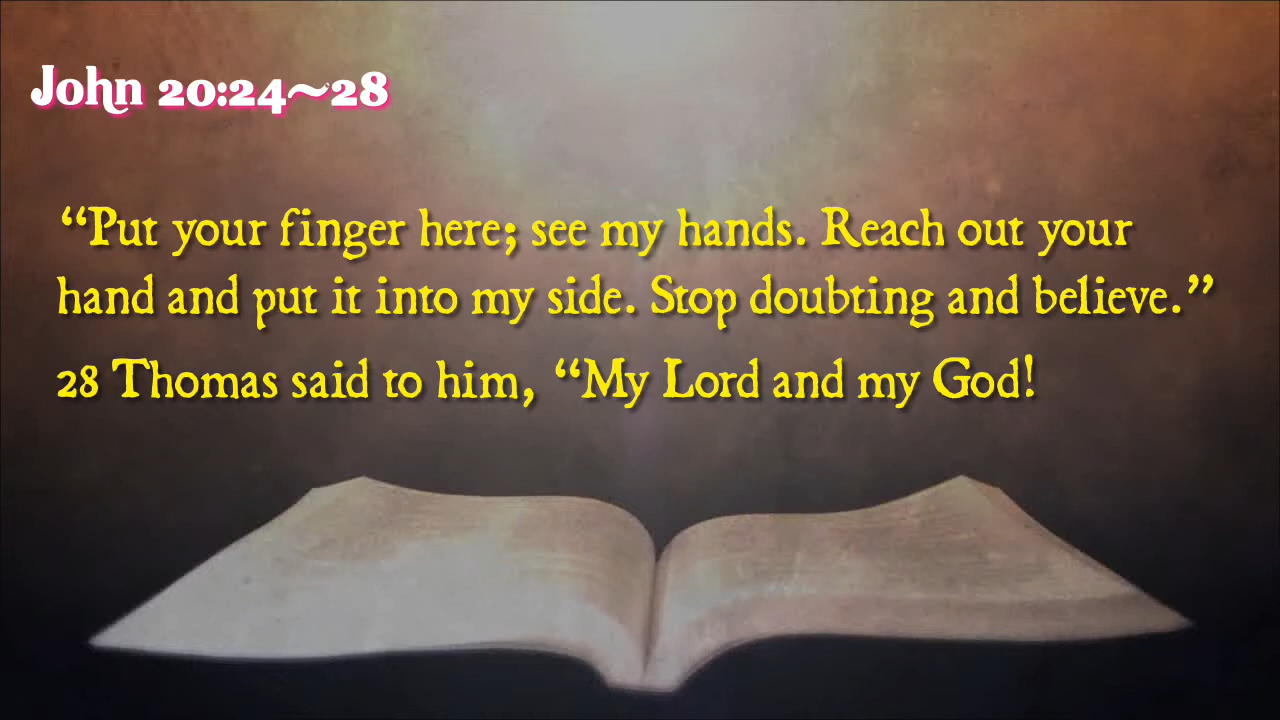 John 20:24~28
“Put your finger here; see my hands. Reach out your
hand and put it into my side. Stop doubting and believe.”
28 Thomas said to him, “My Lord and my God!